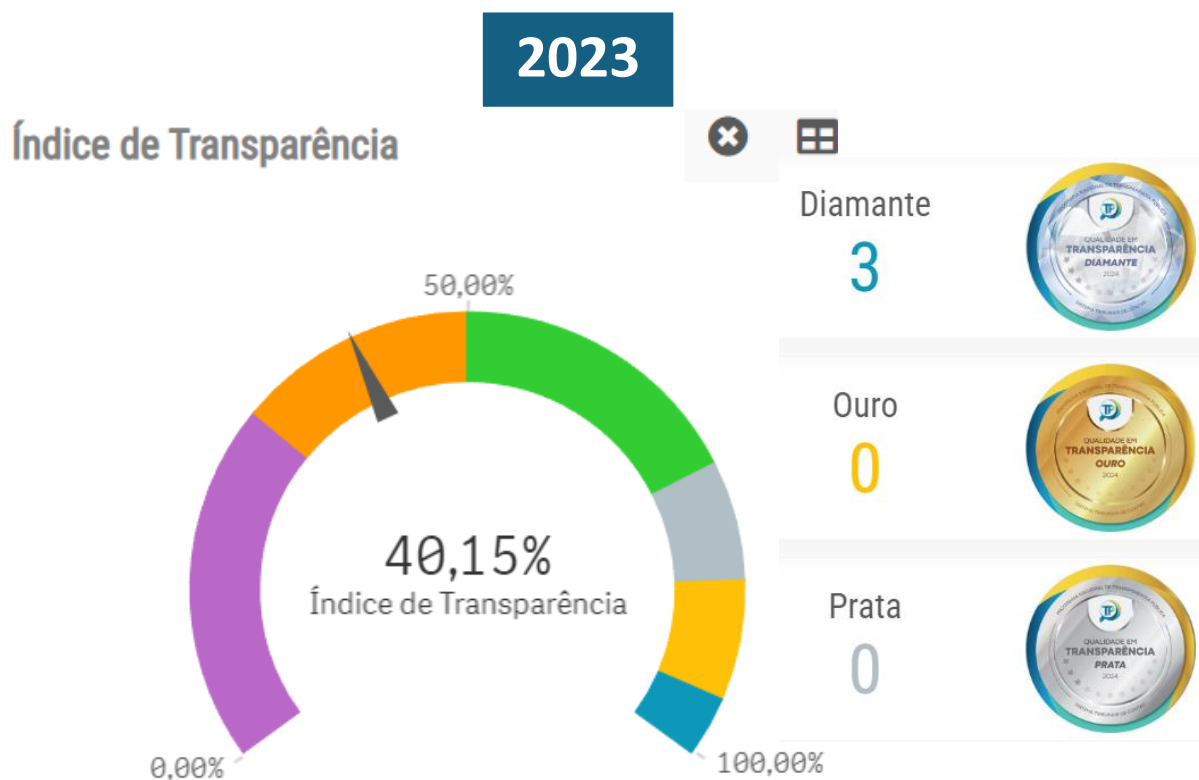 2023
Índice de Transparência
Diamante
3
QUALIDADE EM
TRANSPARÊNCIA
DIAMANTE
2024
50,00%
Ouro
0
QUALIDADE EM
TRANSPARÊNCIA
OURO
2024
40,15%
Índice de Transparência
Prata
0
QUALIDADE EM
TRANSPARÊNCIA
PRATA
2024
0,00%
100,00%